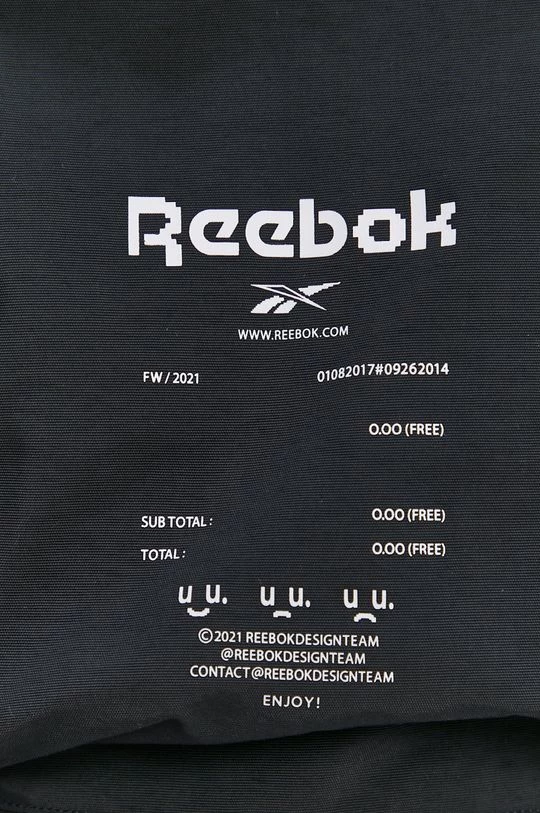 Reebok
WWW.REEBOK.COM
FW / 2021 01082017#09262014
0.00 (FREE)
SUB TOTAL : 0.00 (FREE)
TOTAL : 0.00 (FREE)
u u. u u. u u.
©2021 REEBOKDESIGNTEAM
@REEBOKDESIGNTEAM
CONTACT@REEBOKDESIGNTEAM
ENJOY!